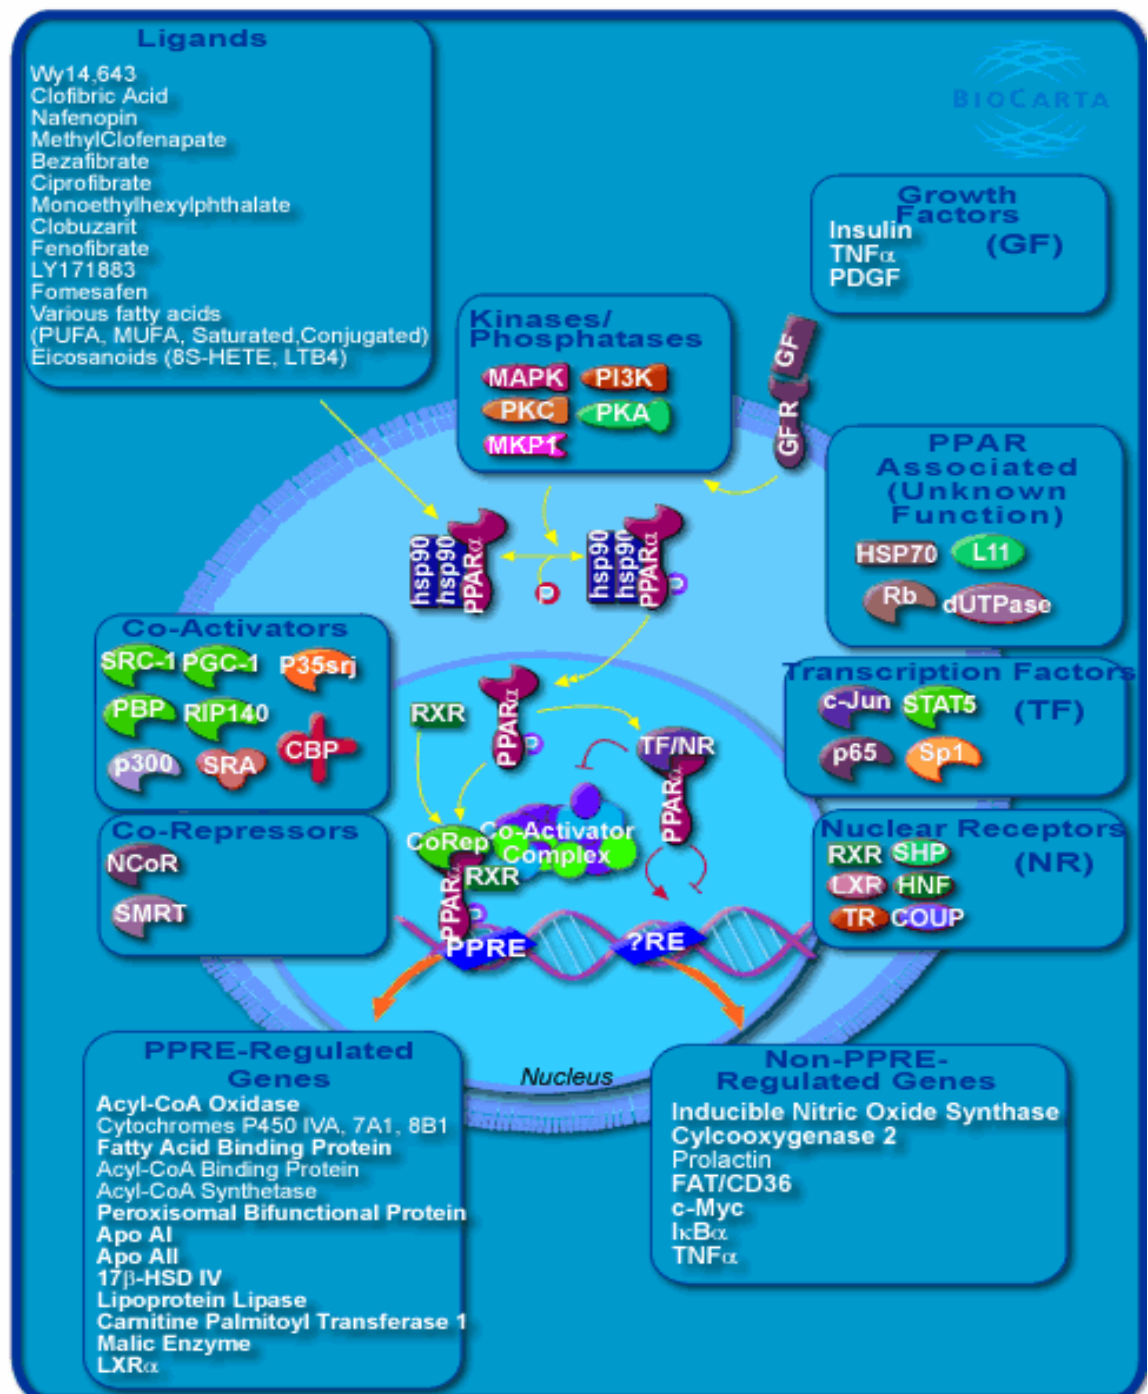 Ligands
Wy14,643
Clofibric Acid
Nafenopin
MethylClofenapate
Bezafibrate
Ciprofibrate
Monoethylhexylphthalate
Clobuzarit
Fenofibrate
LY171883
Fomesafen
Various fatty acids
(PUFA, MUFA, Saturated,Conjugated)
Eicosanoids (8S-HETE, LTB4)
BIOCARTA
Growth
Factors
(GF)
Insulin
TNFα
PDGF
Kinases/
Phosphatases
MAPK
PI3K
PKC
PKA
MKP1
GF
GF R
PPAR
Associated
(Unknown
Function)
HSP70
L11
Rb
dUTPase
hsp90
hsp90
PPARα
p
hsp90
hsp90
PPARα
p
Co-Activators
SRC-1
PGC-1
P35srj
PBP
RIP140
CBP
p300
SRA
Transcription Factors
(TF)
c-Jun
STAT5
p65
Sp1
RXR
PPARα
p
TF/NR
PPARα
Co-Repressors
NCoR
SMRT
CoRep
Co-Activator
Complex
RXR
PPARα
p
PPRE
?RE
Nuclear Receptors
(NR)
RXR
SHP
LXR
HNF
TR
COUP
Nucleus
PPRE-Regulated
Genes
Acyl-CoA Oxidase
Cytochromes P450 IVA, 7A1, 8B1
Fatty Acid Binding Protein
Acyl-CoA Binding Protein
Acyl-CoA Synthetase
Peroxisomal Bifunctional Protein
Apo AI
Apo AII
17β-HSD IV
Lipoprotein Lipase
Carnitine Palmitoyl Transferase 1
Malic Enzyme
LXRα
Non-PPRE-
Regulated Genes
Inducible Nitric Oxide Synthase
Cylcooxygenase 2
Prolactin
FAT/CD36
c-Myc
IκBα
TNFα